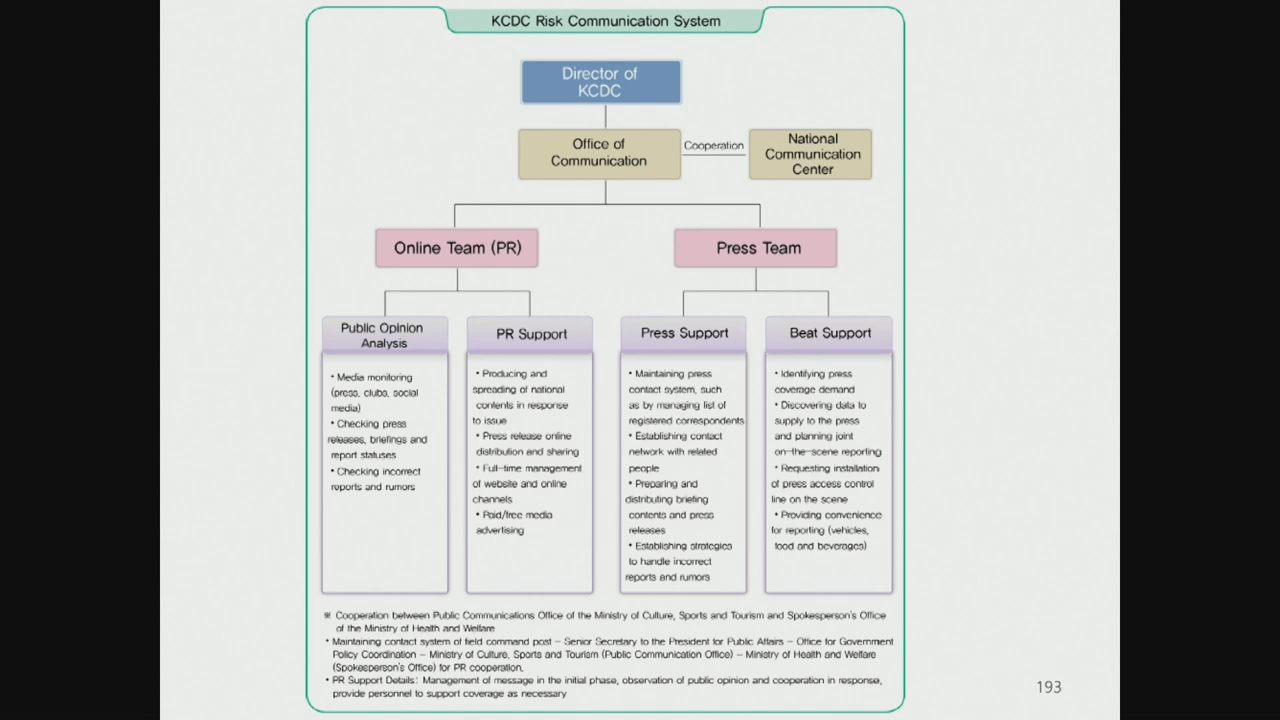 KCDC Risk Communication System
Director of
KCDC
Office of
Communication
Cooperation
National
Communication
Center
Online Team (PR)
Press Team
Public Opinion
Analysis
• Media monitoring
(press, clubs, social
media)
• Checking press
releases, briefings and
report statuses
• Checking incorrect
reports and rumors
PR Support
• Producing and
spreading of national
contents in response
to issue
• Press release online
distribution and sharing
• Full-time management
of website and online
channels
• Paid/free media
advertising
Press Support
• Maintaining press
contact system, such
as by managing list of
registered correspondents
• Establishing contact
network with related
people
• Preparing and
distributing briefing
contents and press
releases
• Establishing strategies
to handle incorrect
reports and rumors
Beat Support
• Identifying press
coverage demand
• Discovering data to
supply to the press
and planning joint
on-the-scene reporting
• Requesting installation
of press access control
line on the scene
• Providing convenience
for reporting (vehicles,
food and beverages)
※ Cooperation between Public Communications Office of the Ministry of Culture, Sports and Tourism and Spokesperson's Office
of the Ministry of Health and Welfare
• Maintaining contact system of field command post - Senior Secretary to the President for Public Affairs - Office for Government
Policy Coordination - Ministry of Culture, Sports and Tourism (Public Communication Office) - Ministry of Health and Welfare
(Spokesperson's Office) for PR cooperation.
• PR Support Details: Management of message in the initial phase, observation of public opinion and cooperation in response,
provide personnel to support coverage as necessary
193